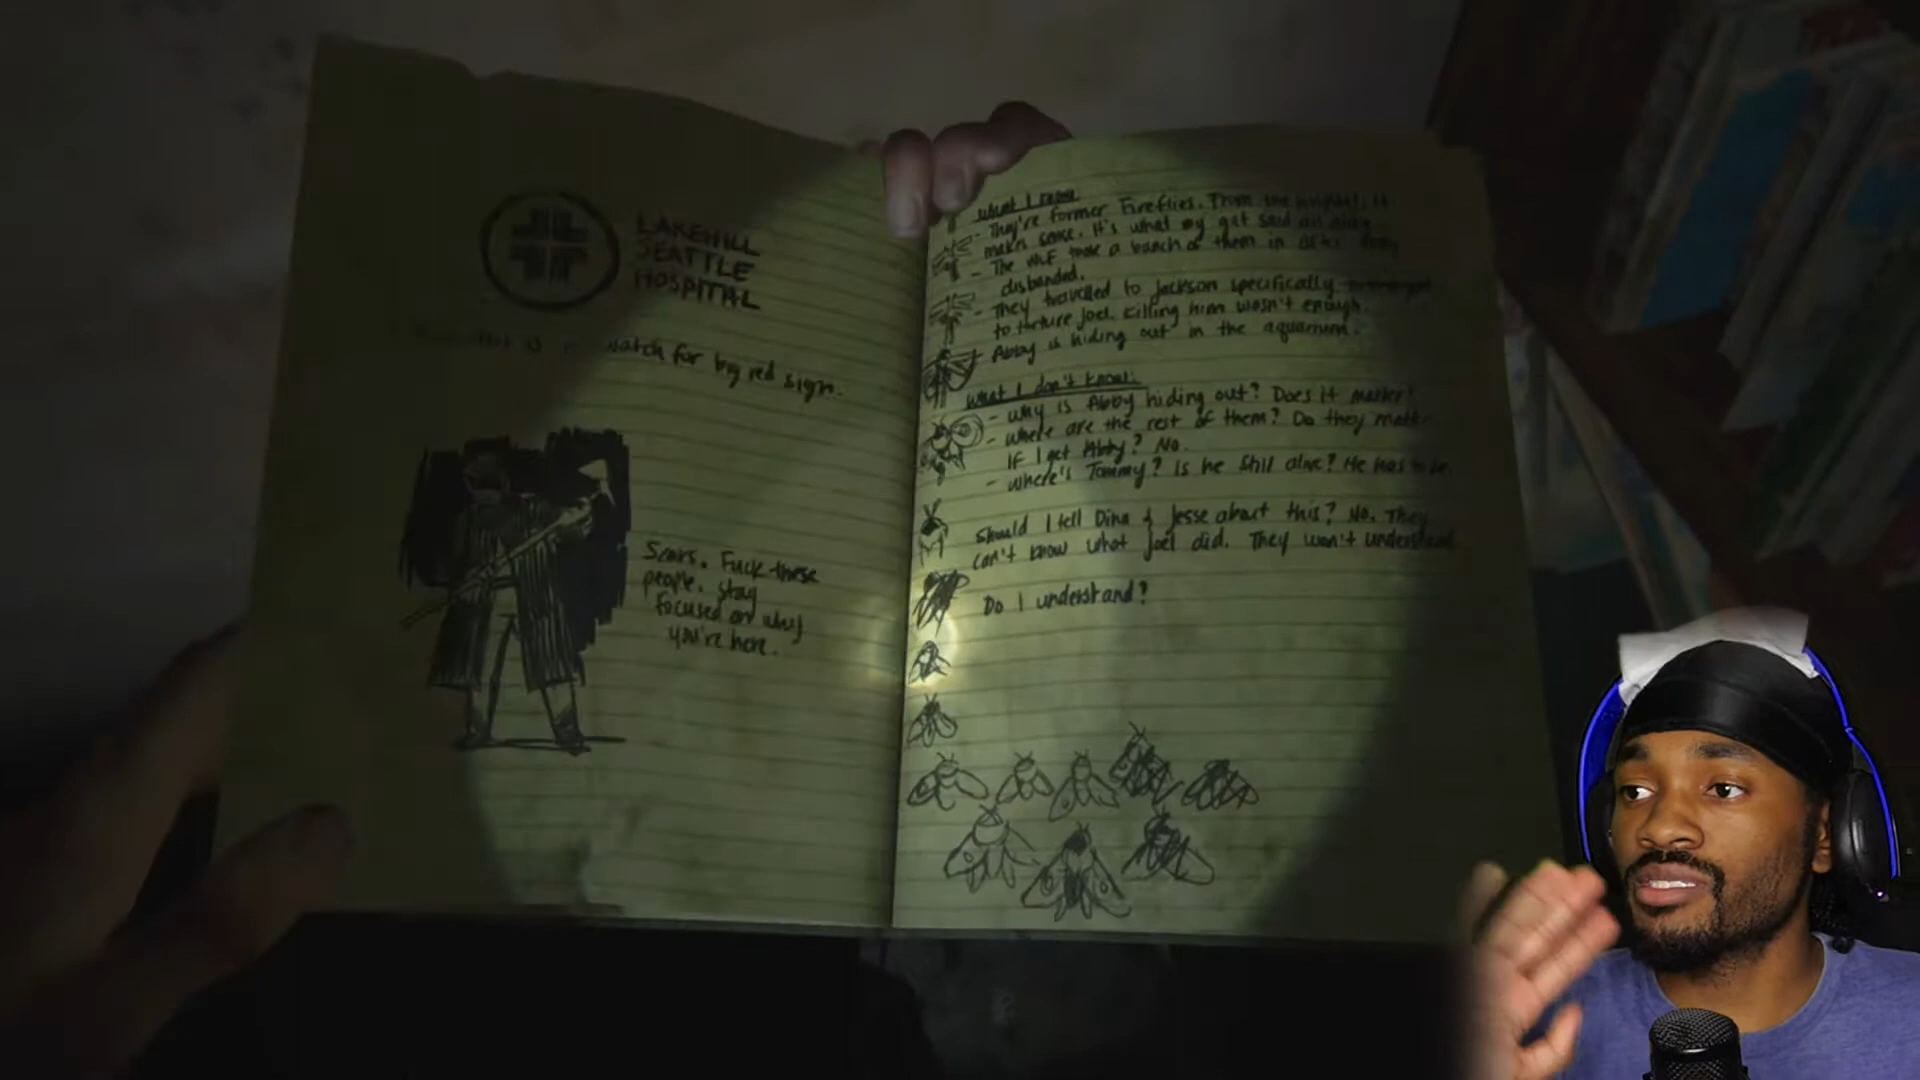 LAKEHILL
SEATTLE
HOSPITAL
watch for big red sign.
Scars. Fuck these
people. Stay
focused on why
you're here.
What I know
- They're former Fireflies. From the hospital. It
makes sense. It's what my gut said all along
- The WLF took a bunch of them in after they
disbanded.
- They travelled to Jackson specifically
to torture Joel. Killing him wasn't enough.
- Abby is hiding out in the aquarium.
What I don't know:
- Why is Abby hiding out? Does it matter?
- Where are the rest of them? Do they matter
if I get Abby? No.
- Where's Tommy? Is he still alive? He has to be.
Should I tell Dina & Jesse about this? No. They
can't know what Joel did. They won't understand.
Do I understand?